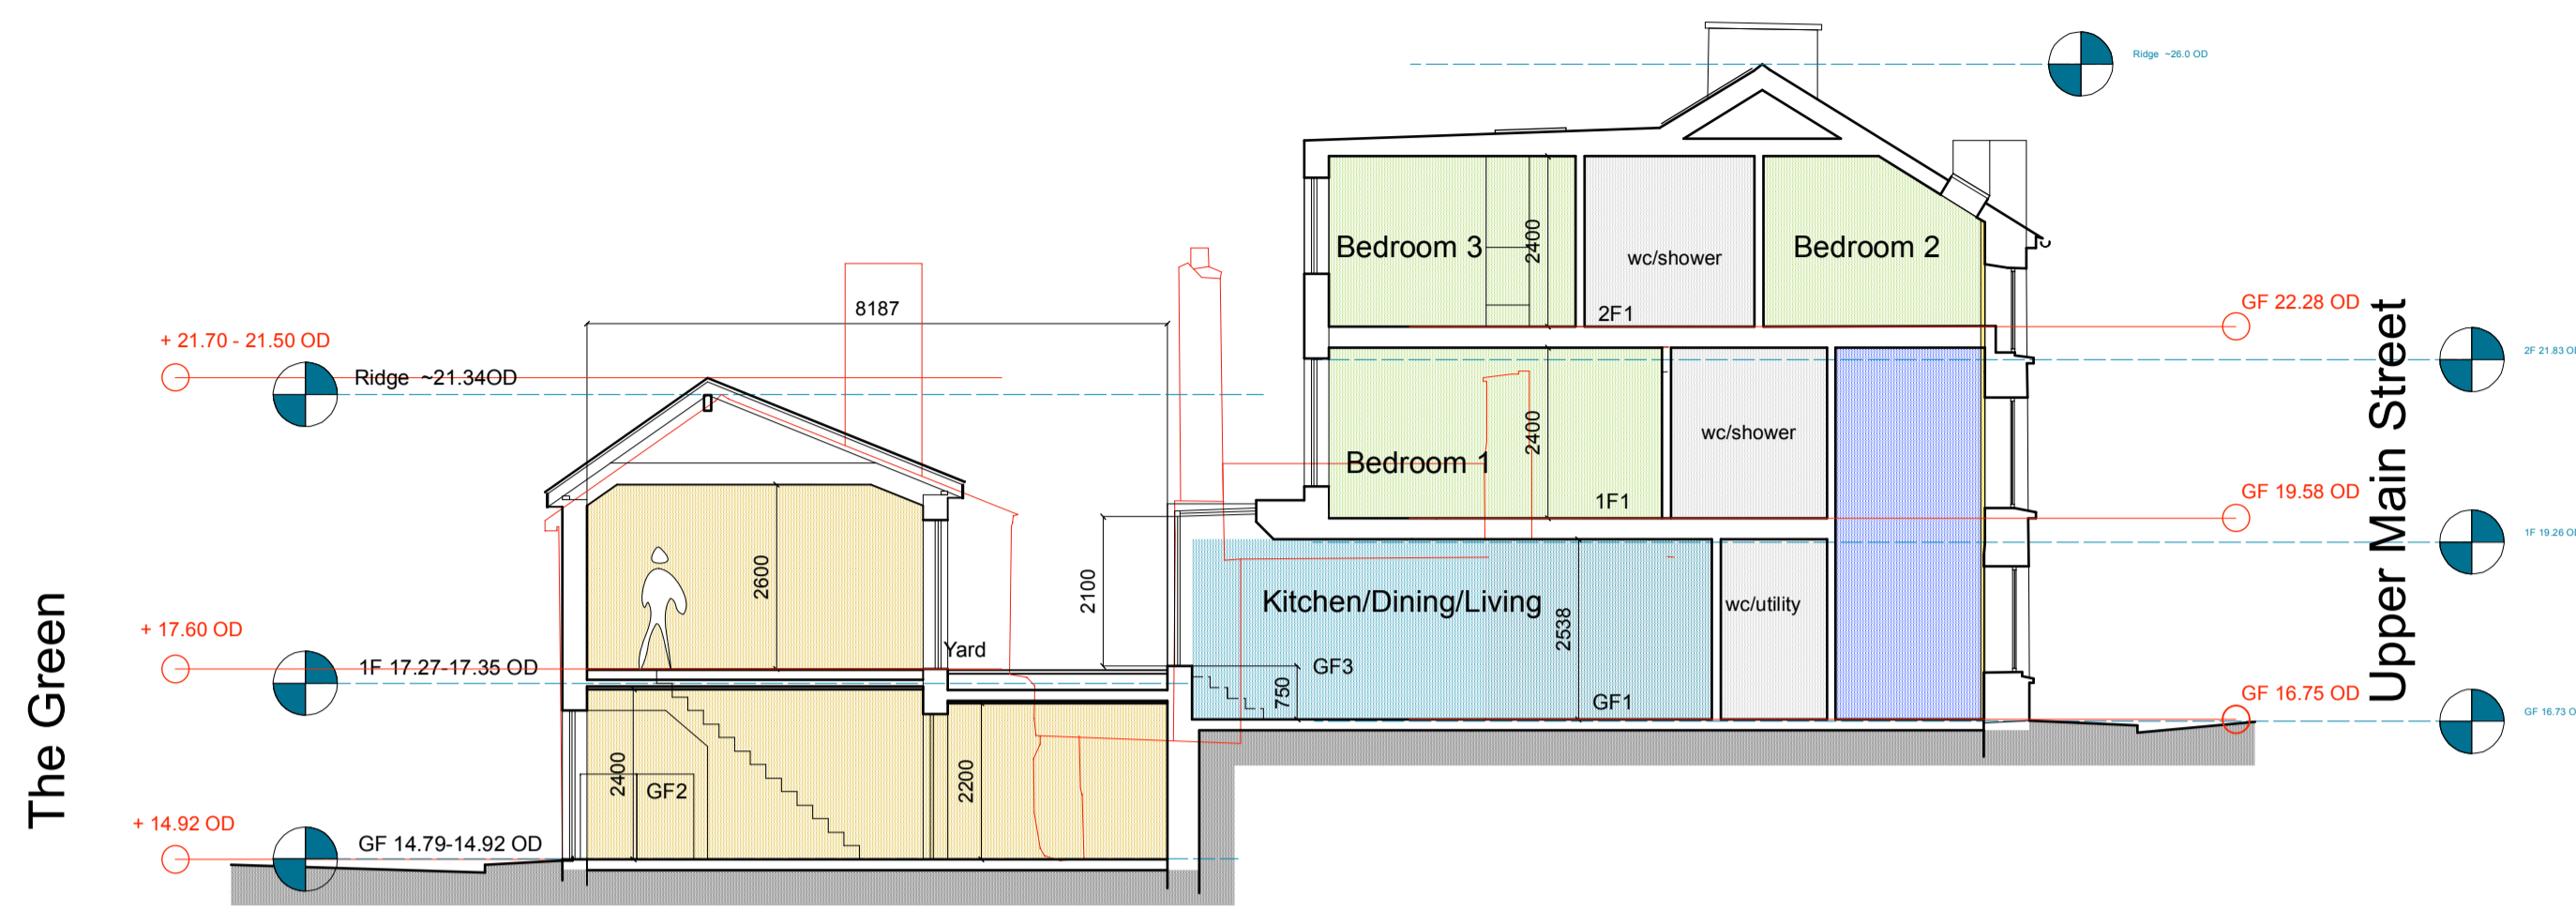 Ridge ~26.0 OD
Bedroom 3
2400
wc/shower
Bedroom 2
2F1
GF 22.28 OD
8187
+ 21.70 - 21.50 OD
Ridge ~21.34OD
2F 21.83 O
Bedroom 1
2400
wc/shower
1F1
GF 19.58 OD
1F 19.26 O
The Green
Upper Main Street
2600
2100
Kitchen/Dining/Living
2538
wc/utility
+ 17.60 OD
1F 17.27-17.35 OD
Yard
GF3
750
GF1
GF 16.75 OD
GF 16.73 O
2400
GF2
2200
+ 14.92 OD
GF 14.79-14.92 OD